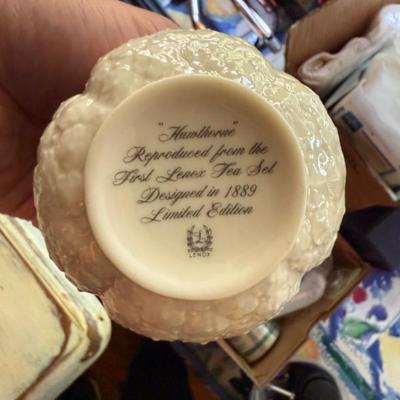 "Hawthorne"
Reproduced from the
First Lenox Tea Set
Designed in 1889
Limited Edition
L
LENOX